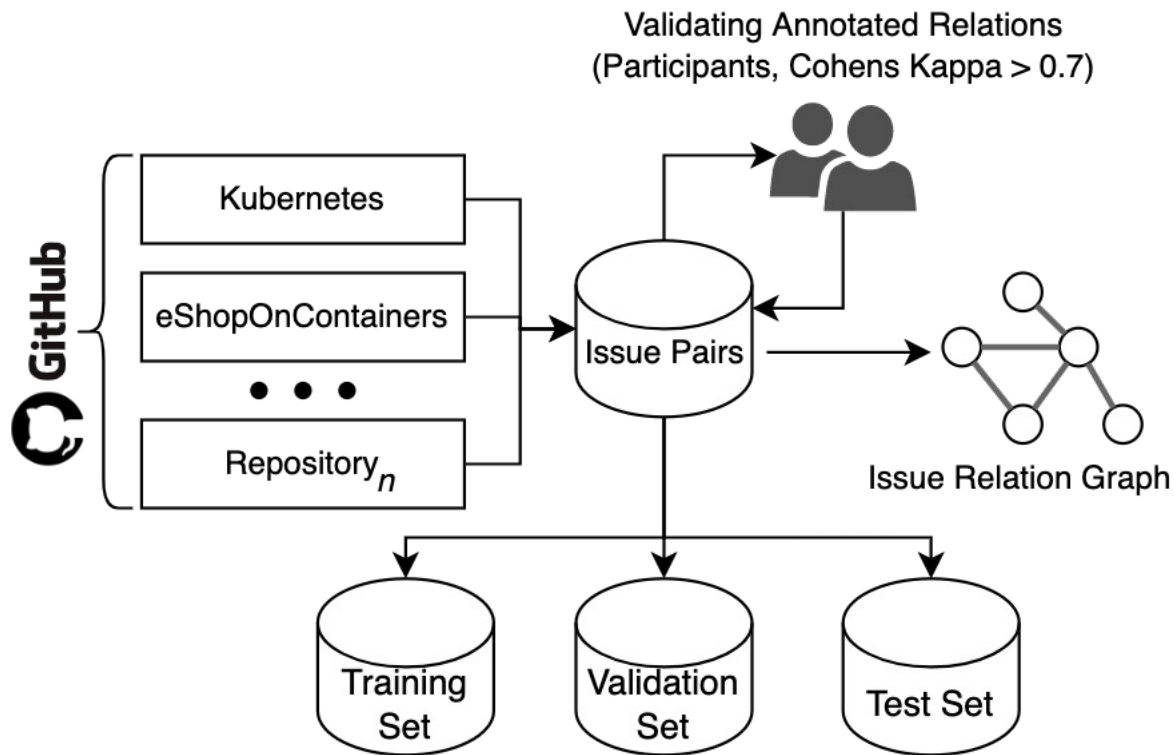 Validating Annotated Relations
(Participants, Cohens Kappa > 0.7)
GitHub
Kubernetes
eShopOnContainers
Repository_n
Issue Pairs
Issue Relation Graph
Training
Set
Validation
Set
Test Set